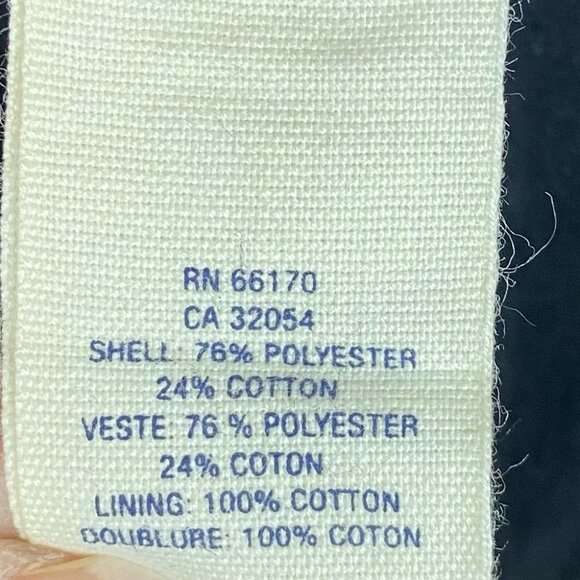 RN 66170
CA 32054
SHELL: 76% POLYESTER
24% COTTON
VESTE: 76 % POLYESTER
24% COTON
LINING: 100% COTTON
DOUBLURE: 100% COTON